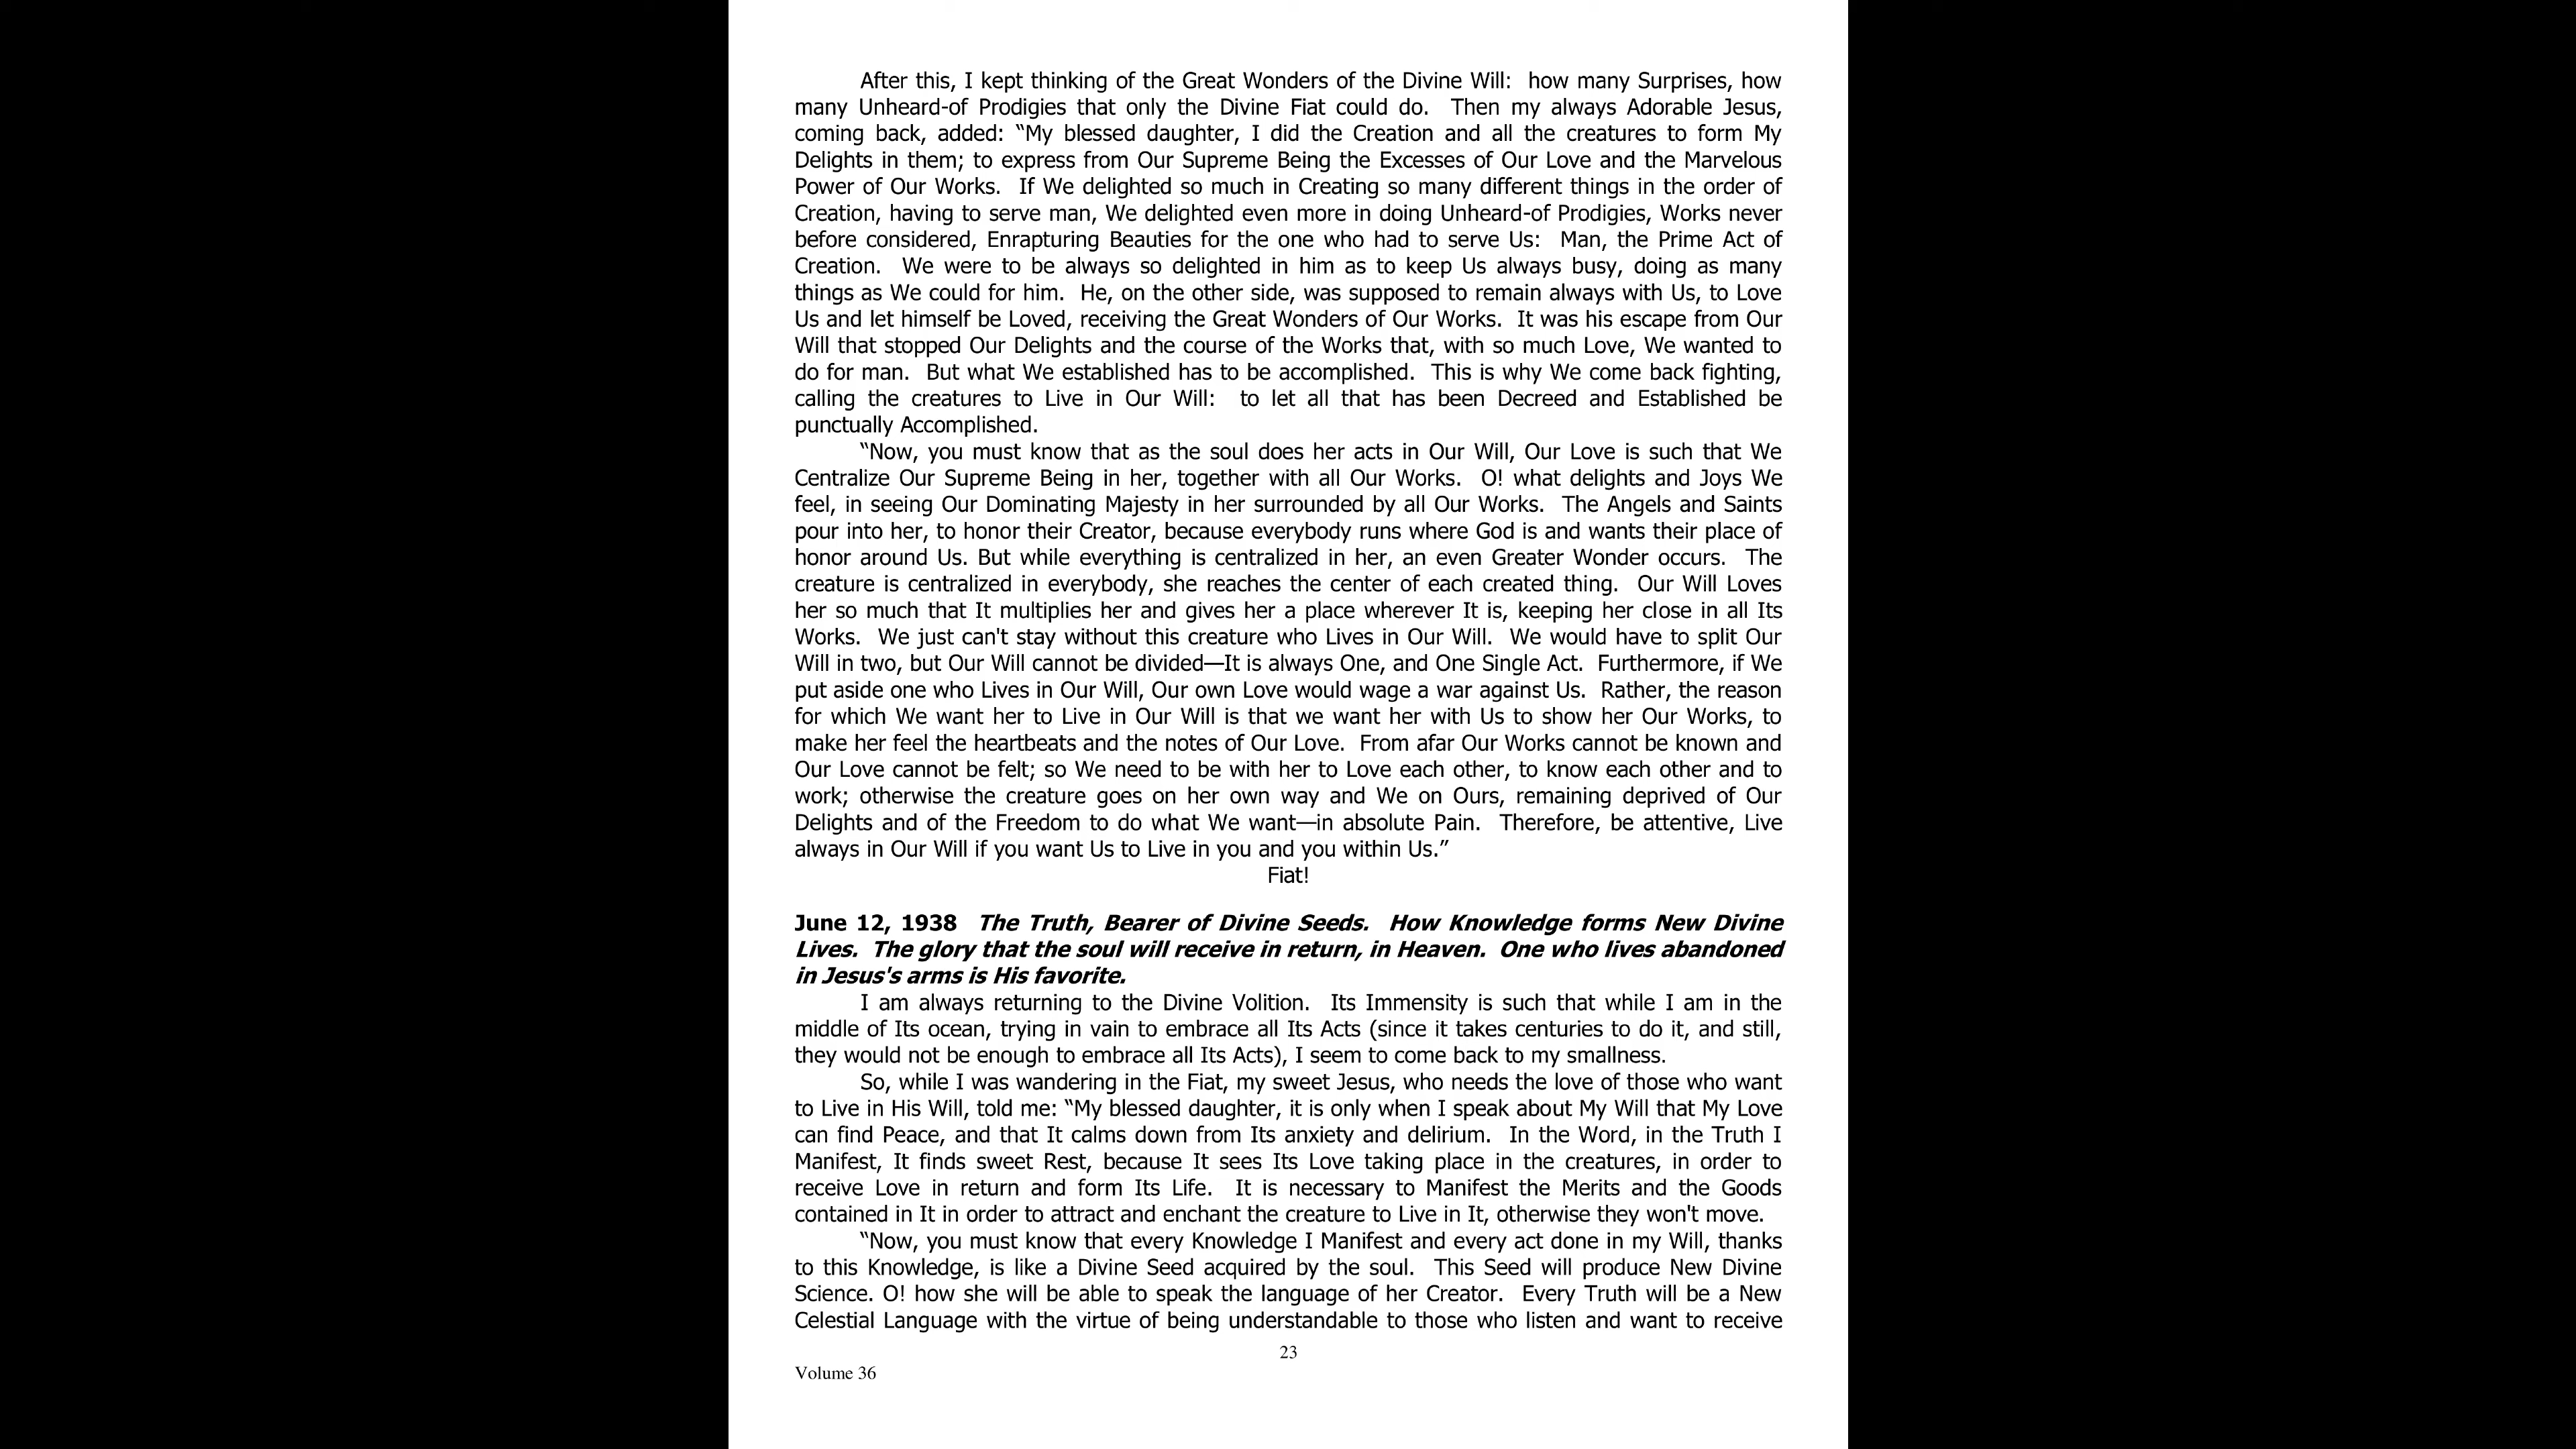 After this, I kept thinking of the Great Wonders of the Divine Will:  how many Surprises, how
many Unheard-of Prodigies that only the Divine Fiat could do.  Then my always Adorable Jesus,
coming back, added: “My blessed daughter, I did the Creation and all the creatures to form My
Delights in them; to express from Our Supreme Being the Excesses of Our Love and the Marvelous
Power of Our Works.  If We delighted so much in Creating so many different things in the order of
Creation, having to serve man, We delighted even more in doing Unheard-of Prodigies, Works never
before considered, Enrapturing Beauties for the one who had to serve Us:  Man, the Prime Act of
Creation.  We were to be always so delighted in him as to keep Us always busy, doing as many
things as We could for him.  He, on the other side, was supposed to remain always with Us, to Love
Us and let himself be Loved, receiving the Great Wonders of Our Works.  It was his escape from Our
Will that stopped Our Delights and the course of the Works that, with so much Love, We wanted to
do for man.  But what We established has to be accomplished.  This is why We come back fighting,
calling the creatures to Live in Our Will:  to let all that has been Decreed and Established be
punctually Accomplished.
“Now, you must know that as the soul does her acts in Our Will, Our Love is such that We
Centralize Our Supreme Being in her, together with all Our Works.  O! what delights and Joys We
feel, in seeing Our Dominating Majesty in her surrounded by all Our Works.  The Angels and Saints
pour into her, to honor their Creator, because everybody runs where God is and wants their place of
honor around Us. But while everything is centralized in her, an even Greater Wonder occurs.  The
creature is centralized in everybody, she reaches the center of each created thing.  Our Will Loves
her so much that It multiplies her and gives her a place wherever It is, keeping her close in all Its
Works.  We just can't stay without this creature who Lives in Our Will.  We would have to split Our
Will in two, but Our Will cannot be divided—It is always One, and One Single Act.  Furthermore, if We
put aside one who Lives in Our Will, Our own Love would wage a war against Us.  Rather, the reason
for which We want her to Live in Our Will is that we want her with Us to show her Our Works, to
make her feel the heartbeats and the notes of Our Love.  From afar Our Works cannot be known and
Our Love cannot be felt; so We need to be with her to Love each other, to know each other and to
work; otherwise the creature goes on her own way and We on Ours, remaining deprived of Our
Delights and of the Freedom to do what We want—in absolute Pain.  Therefore, be attentive, Live
always in Our Will if you want Us to Live in you and you within Us.”
Fiat!
June 12, 1938  The Truth, Bearer of Divine Seeds.  How Knowledge forms New Divine
Lives.  The glory that the soul will receive in return, in Heaven.  One who lives abandoned
in Jesus's arms is His favorite.
I am always returning to the Divine Volition.  Its Immensity is such that while I am in the
middle of Its ocean, trying in vain to embrace all Its Acts (since it takes centuries to do it, and still,
they would not be enough to embrace all Its Acts), I seem to come back to my smallness.
So, while I was wandering in the Fiat, my sweet Jesus, who needs the love of those who want
to Live in His Will, told me: “My blessed daughter, it is only when I speak about My Will that My Love
can find Peace, and that It calms down from Its anxiety and delirium.  In the Word, in the Truth I
Manifest, It finds sweet Rest, because It sees Its Love taking place in the creatures, in order to
receive Love in return and form Its Life.  It is necessary to Manifest the Merits and the Goods
contained in It in order to attract and enchant the creature to Live in It, otherwise they won't move.
“Now, you must know that every Knowledge I Manifest and every act done in my Will, thanks
to this Knowledge, is like a Divine Seed acquired by the soul.  This Seed will produce New Divine
Science. O! how she will be able to speak the language of her Creator.  Every Truth will be a New
Celestial Language with the virtue of being understandable to those who listen and want to receive
23
Volume 36